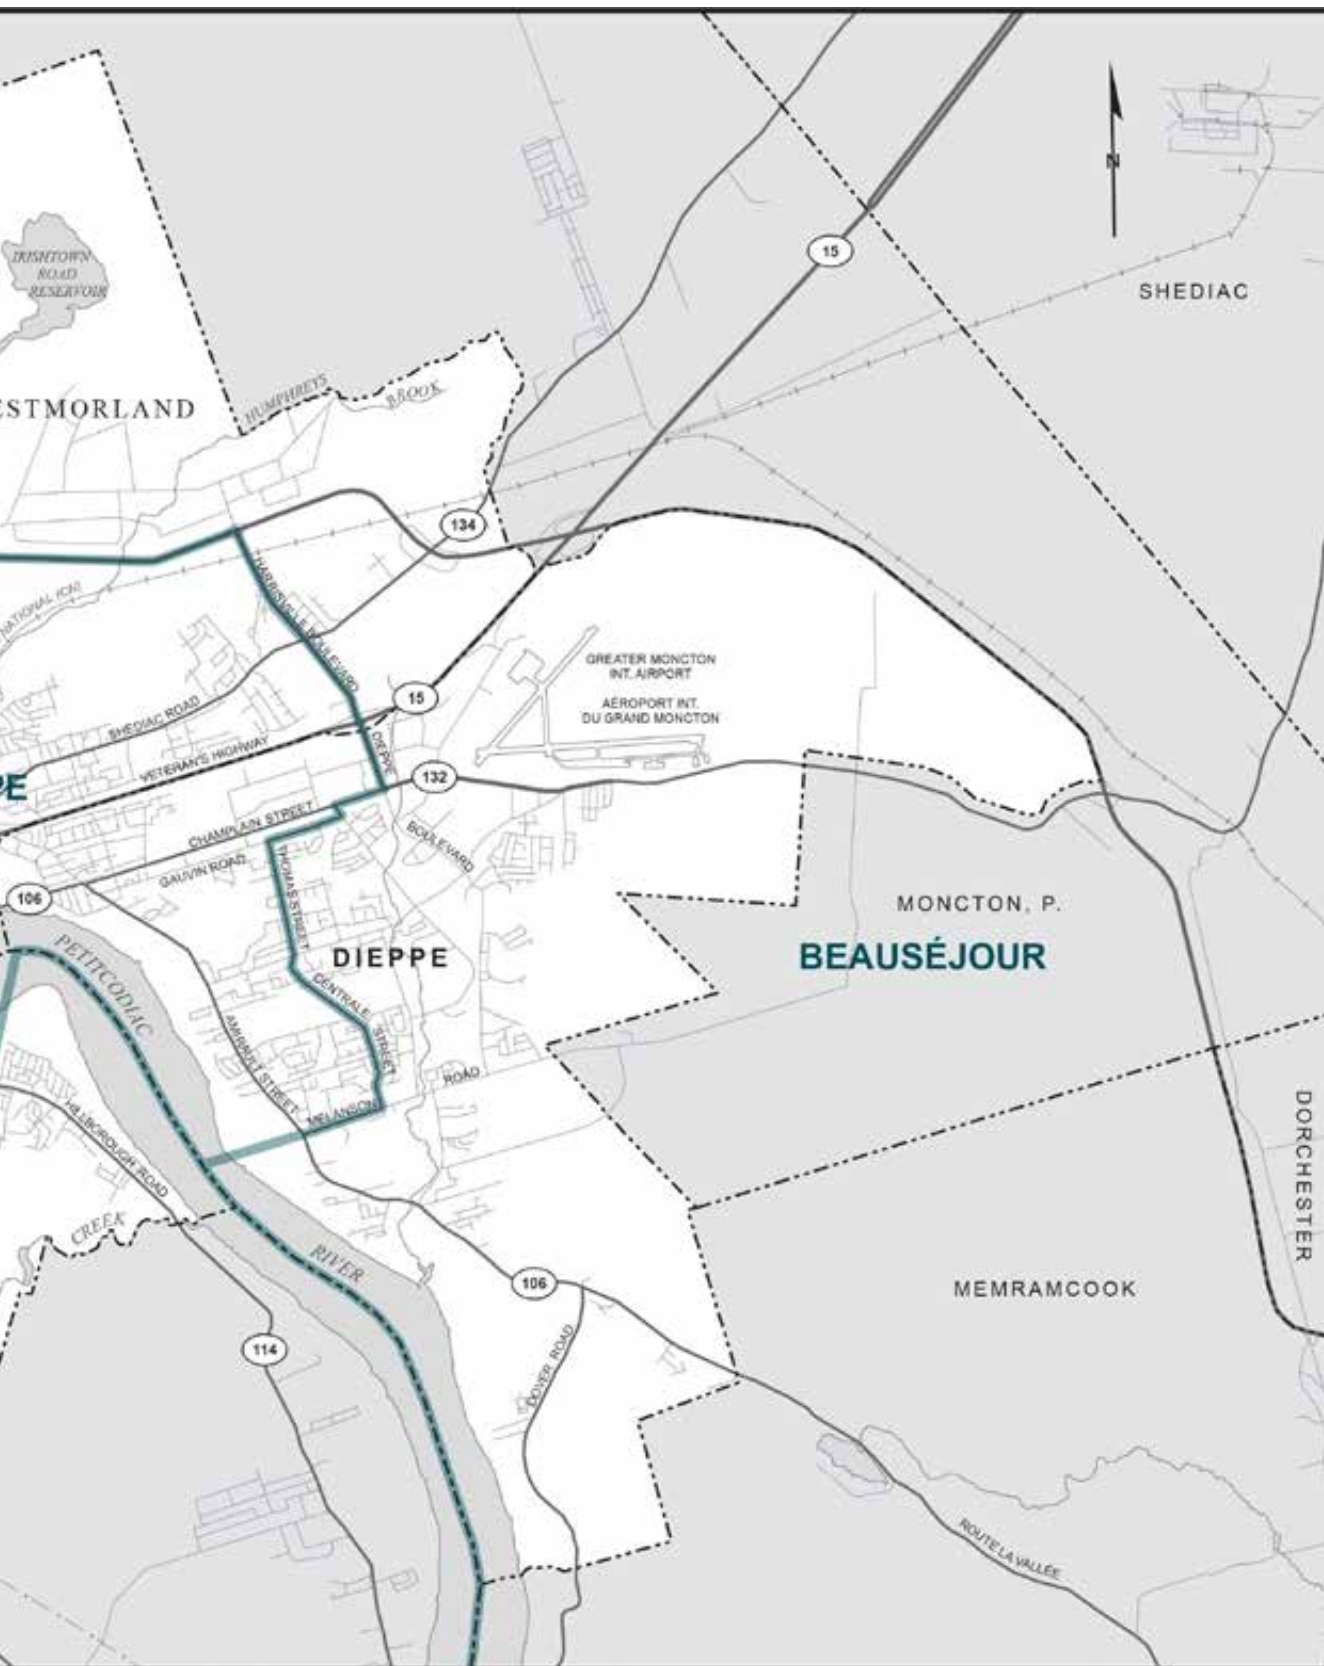 N
15
SHEDIAC
IRISHTOWN
ROAD
RESERVOIR
ESTMORLAND
HUMPHREYS
BROOK
134
NATIONAL (CN)
HARRISVILLE BOULEVARD
GREATER MONCTON
INT. AIRPORT
AÉROPORT INT.
DU GRAND MONCTON
15
SHEDIAC ROAD
VETERAN'S HIGHWAY
DIEPPE
132
PE
CHAMPLAIN STREET
BOULEVARD
GAUVIN ROAD
106
THOMAS STREET
MONCTON, P.
BEAUSÉJOUR
DIEPPE
PETITCODIAC
CENTRALE STREET
AMIRAULT STREET
ROAD
MELANSON
HILLBOROUGH ROAD
DORCHESTER
CREEK
RIVER
106
MEMRAMCOOK
114
DOVER ROAD
ROUTE LA VALLÉE